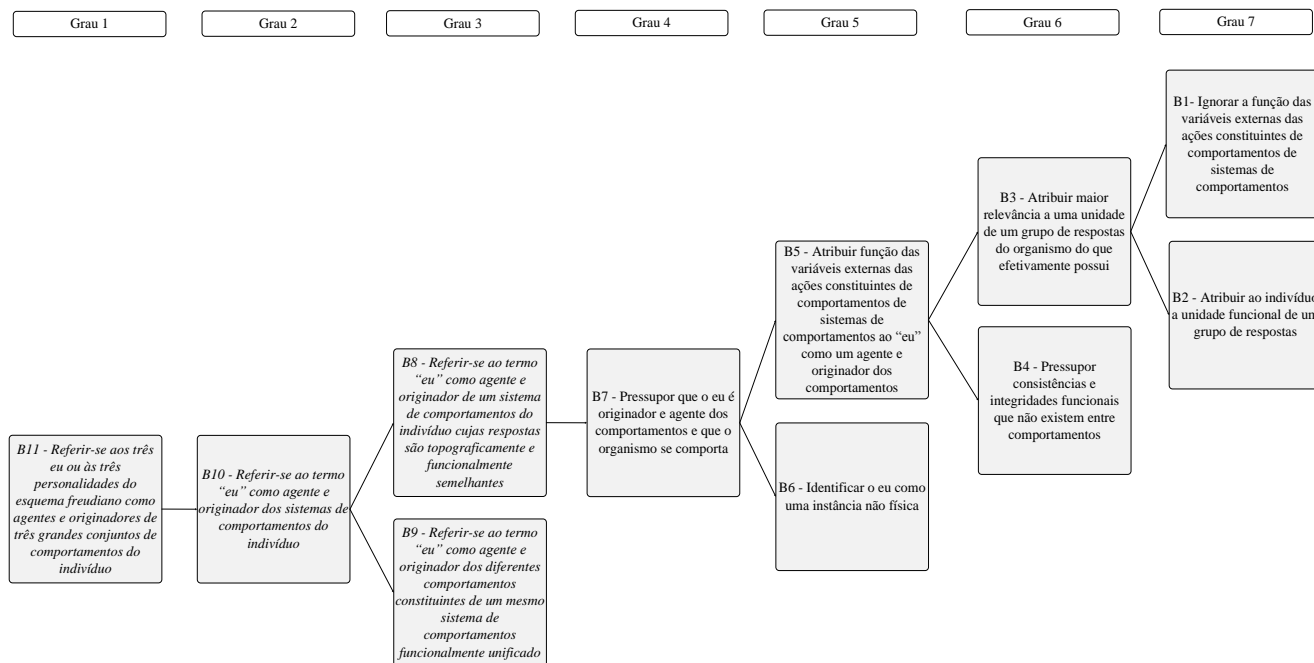 Grau 1
Grau 2
Grau 3
Grau 4
Grau 5
Grau 6
Grau 7
B11 - Referir-se aos três
eu ou às três
personalidades do
esquema freudiano como
agentes e originadores de
três grandes conjuntos de
comportamentos do
indivíduo
B10 - Referir-se ao termo
“eu” como agente e
originador dos sistemas de
comportamentos do
indivíduo
B8 - Referir-se ao termo
“eu” como agente e
originador de um sistema
de comportamentos do
indivíduo cujas respostas
são topograficamente e
funcionalmente
semelhantes
B9 - Referir-se ao termo
“eu” como agente e
originador dos diferentes
comportamentos
constituintes de um mesmo
sistema de
comportamentos
funcionalmente unificado
B7 - Pressupor que o eu é
originador e agente dos
comportamentos e que o
organismo se comporta
B5 - Atribuir função das
variáveis externas das
ações constituintes de
comportamentos de
sistemas de
comportamentos ao “eu”
como um agente e
originador dos
comportamentos
B6 - Identificar o eu como
uma instância não física
B3 - Atribuir maior
relevância a uma unidade
de um grupo de respostas
do organismo do que
efetivamente possui
B4 - Pressupor
consistências e
integridades funcionais
que não existem entre
comportamentos
B1- Ignorar a função das
variáveis externas das
ações constituintes de
comportamentos de
sistemas de
comportamentos
B2 - Atribuir ao indivíduo
a unidade funcional de um
grupo de respostas